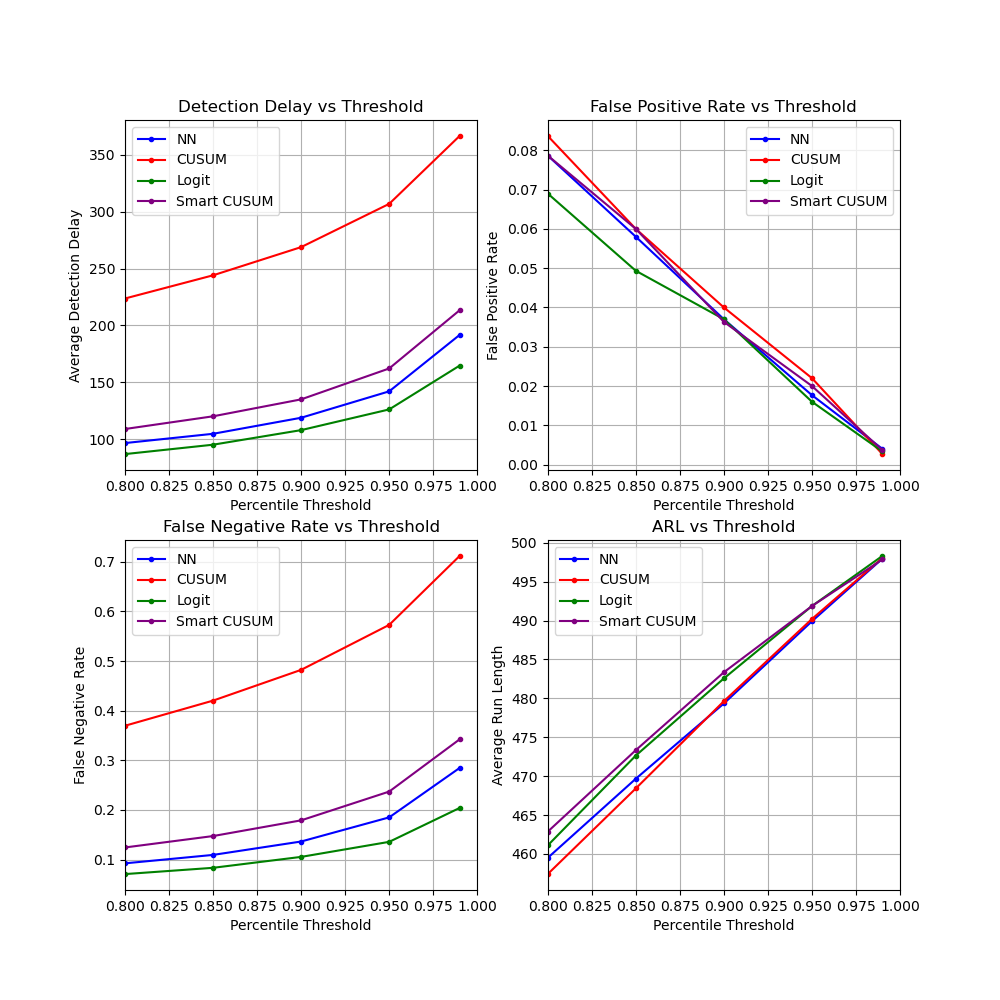 Detection Delay vs Threshold
Average Detection Delay
350
300
250
200
150
100
NN
CUSUM
Logit
Smart CUSUM
0.800 0.825 0.850 0.875 0.900 0.925 0.950 0.975 1.000
Percentile Threshold
False Positive Rate vs Threshold
False Positive Rate
0.08
0.07
0.06
0.05
0.04
0.03
0.02
0.01
0.00
NN
CUSUM
Logit
Smart CUSUM
0.800 0.825 0.850 0.875 0.900 0.925 0.950 0.975 1.000
Percentile Threshold
False Negative Rate vs Threshold
False Negative Rate
0.7
0.6
0.5
0.4
0.3
0.2
0.1
NN
CUSUM
Logit
Smart CUSUM
0.800 0.825 0.850 0.875 0.900 0.925 0.950 0.975 1.000
Percentile Threshold
ARL vs Threshold
Average Run Length
500
495
490
485
480
475
470
465
460
NN
CUSUM
Logit
Smart CUSUM
0.800 0.825 0.850 0.875 0.900 0.925 0.950 0.975 1.000
Percentile Threshold